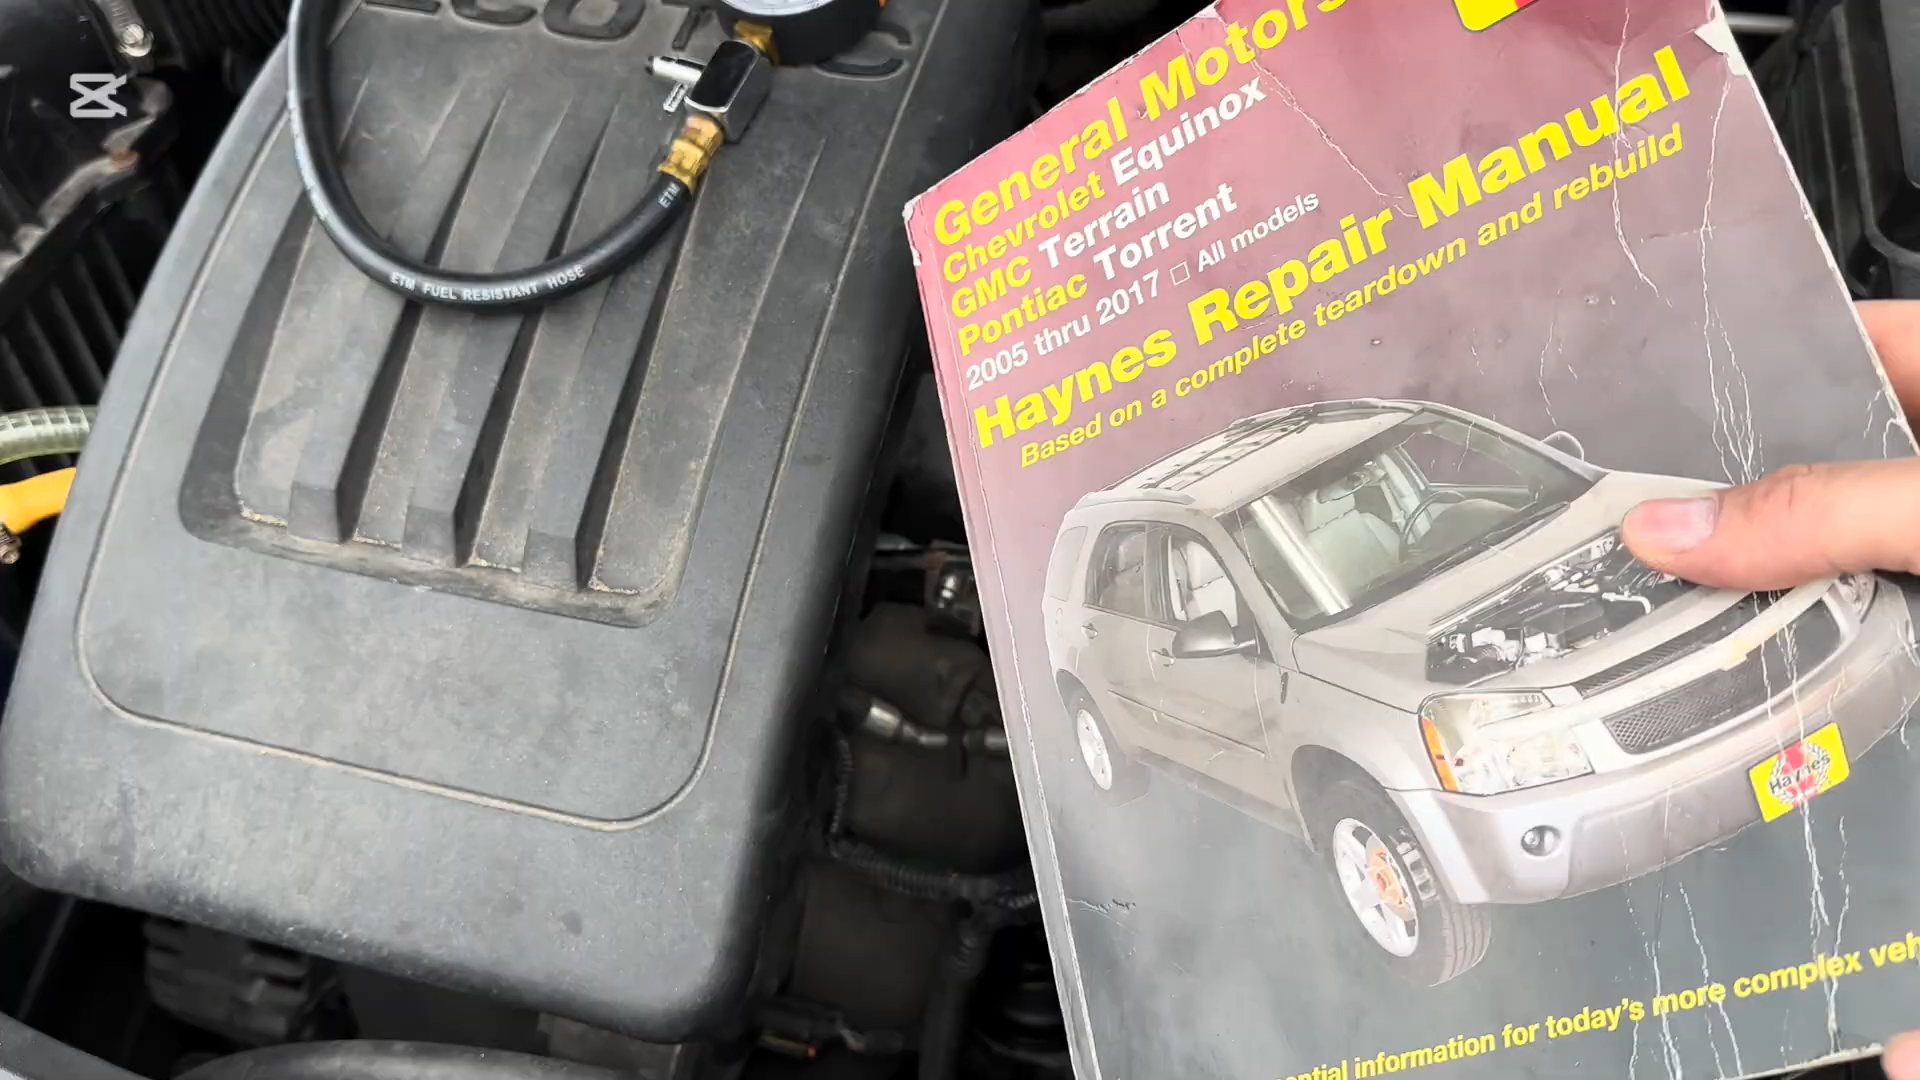 ETM FUEL RESISTANT HOSE
ETM
General Motors
Chevrolet Equinox
GMC Terrain
Pontiac Torrent
2005 thru 2017 □ All models
Haynes Repair Manual
Based on a complete teardown and rebuild
Haynes
information for today's more complex